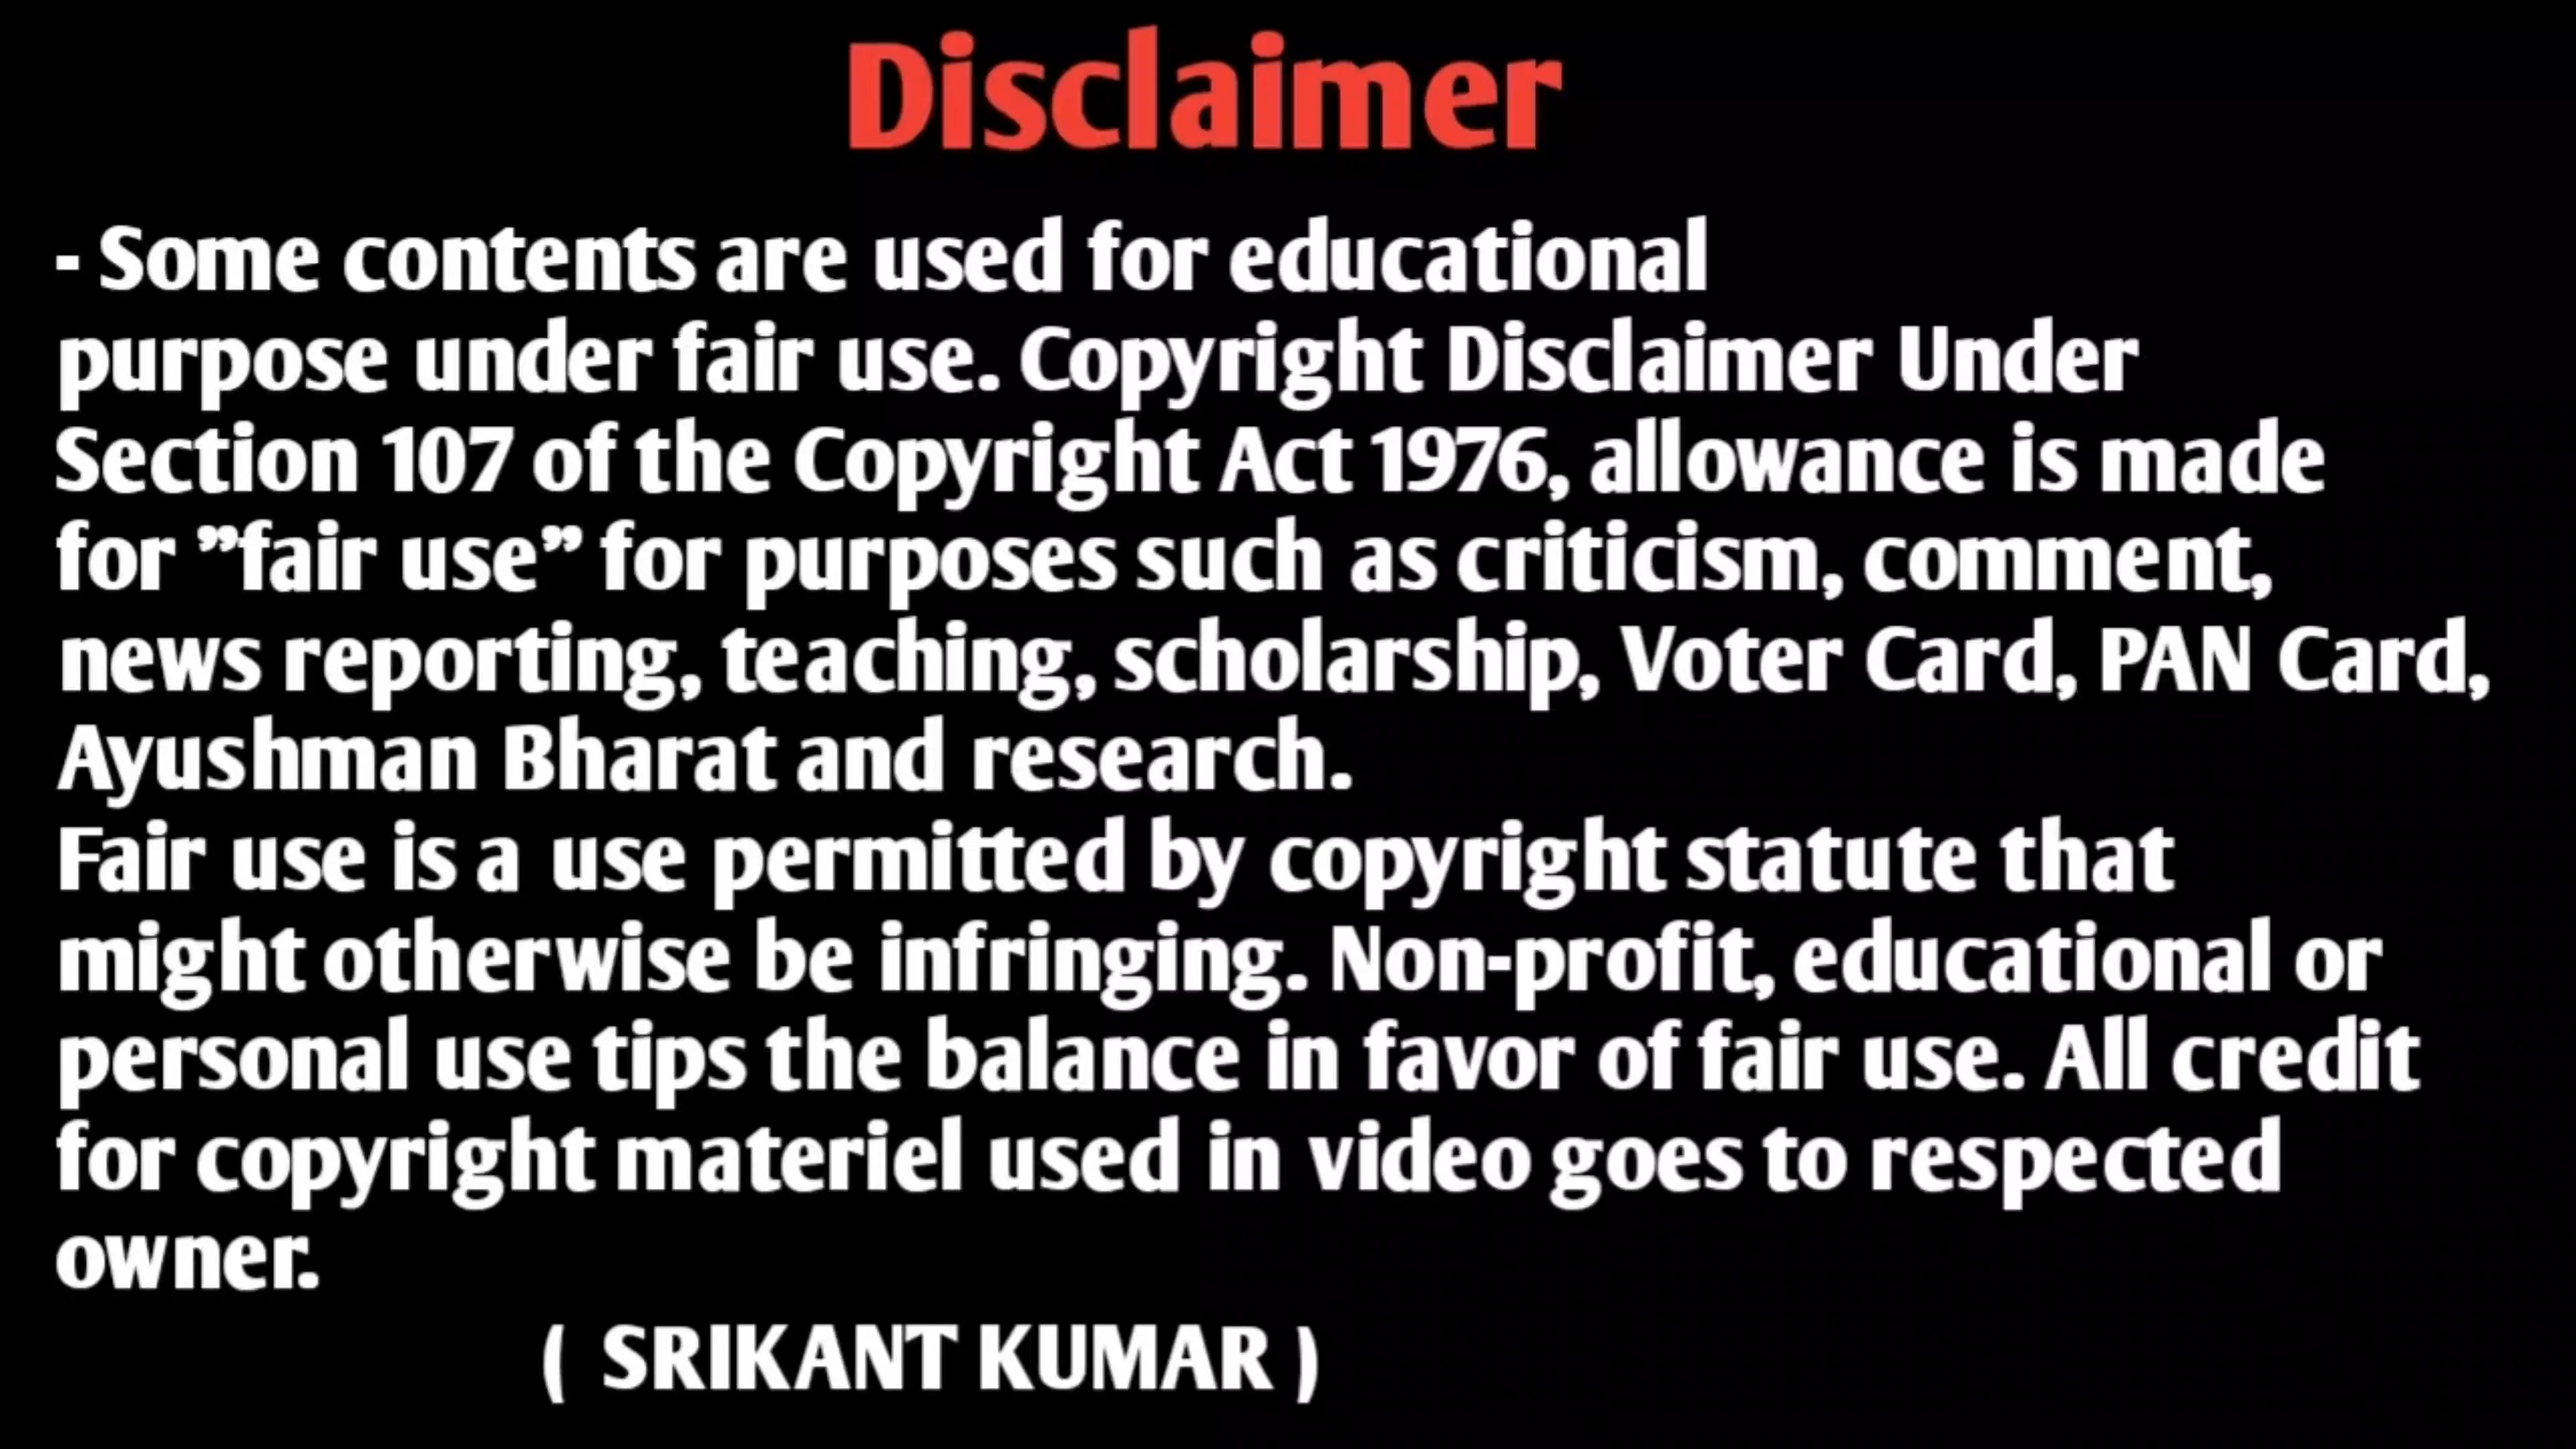 Disclaimer
- Some contents are used for educational
purpose under fair use. Copyright Disclaimer Under
Section 107 of the Copyright Act 1976, allowance is made
for ”fair use” for purposes such as criticism, comment,
news reporting, teaching, scholarship, Voter Card, PAN Card,
Ayushman Bharat and research.
Fair use is a use permitted by copyright statute that
might otherwise be infringing. Non-profit, educational or
personal use tips the balance in favor of fair use. All credit
for copyright materiel used in video goes to respected
owner.
( SRIKANT KUMAR )